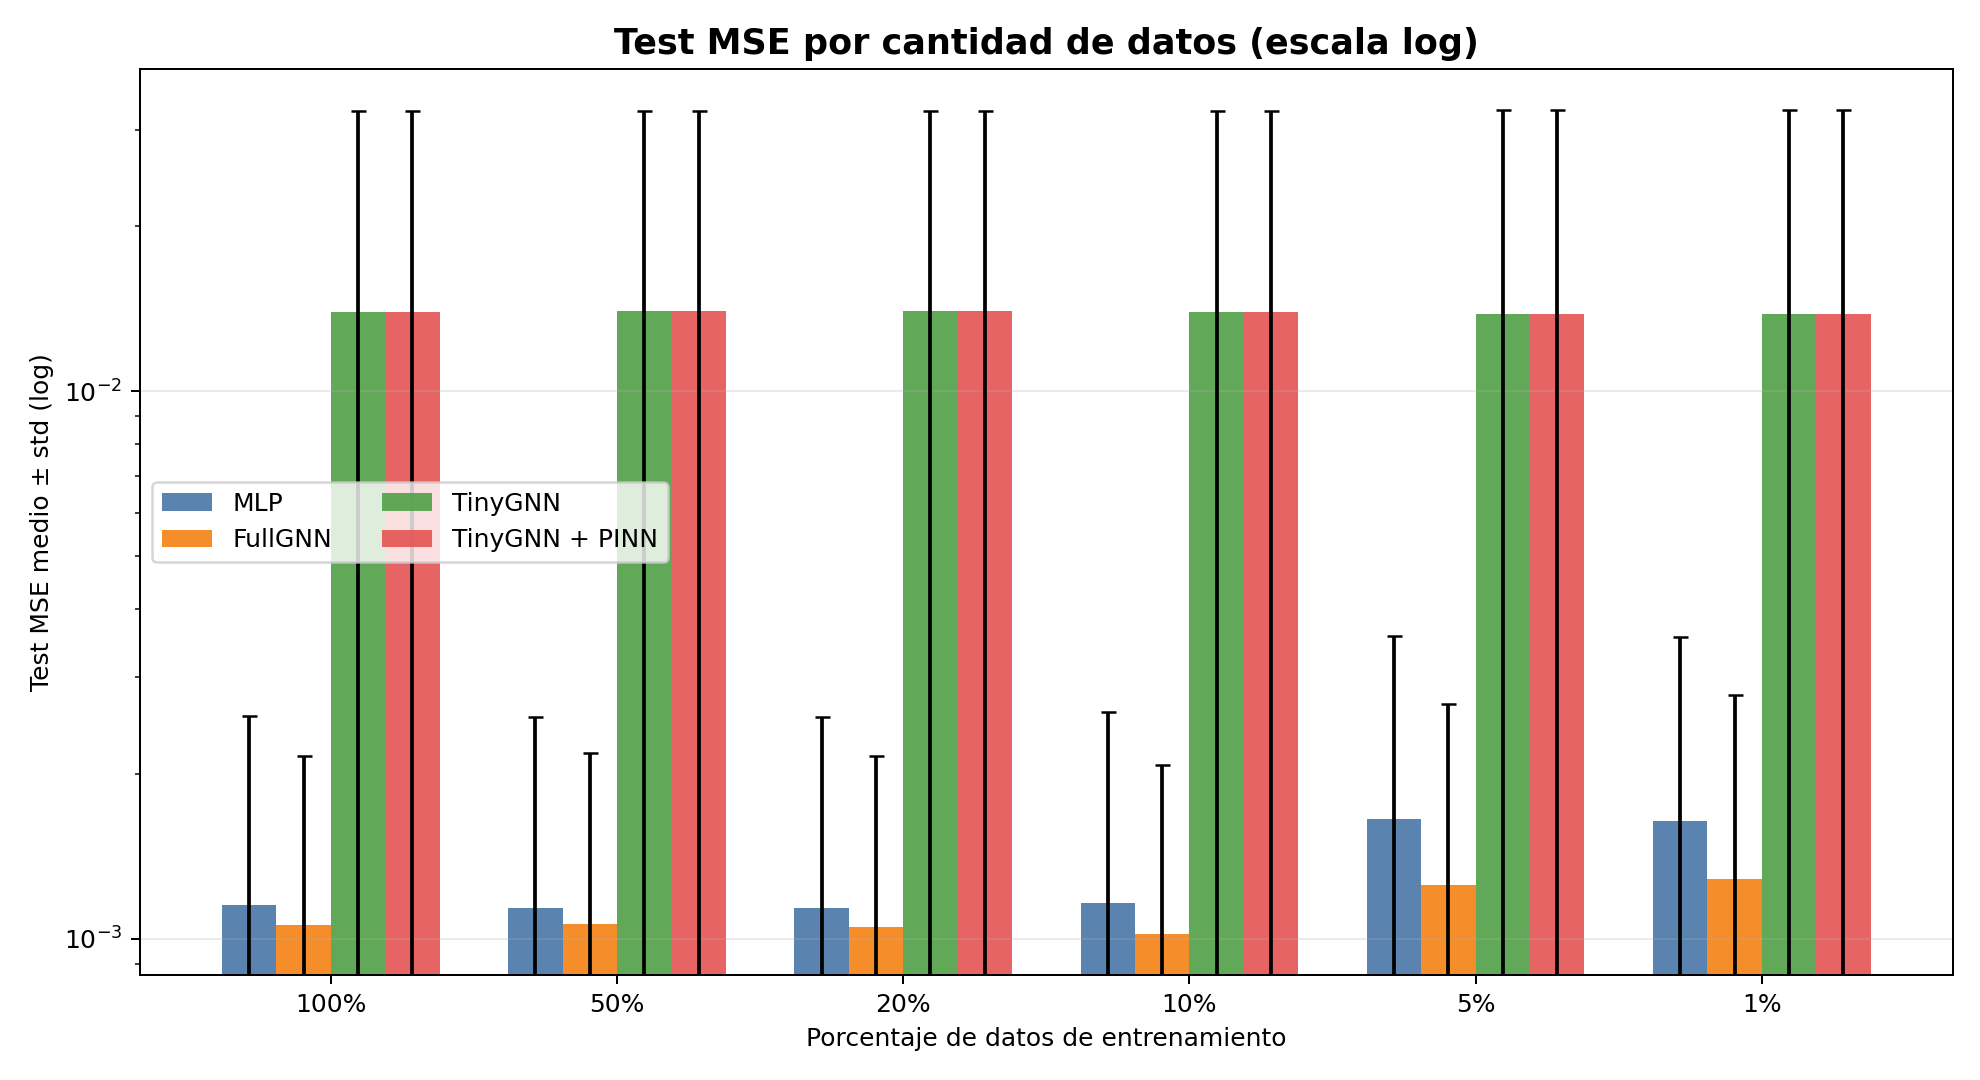 Test MSE por cantidad de datos (escala log)
Test MSE medio ± std (log)
10⁻²
10⁻³
MLP
FullGNN
TinyGNN
TinyGNN + PINN
100% 50% 20% 10% 5% 1%
Porcentaje de datos de entrenamiento